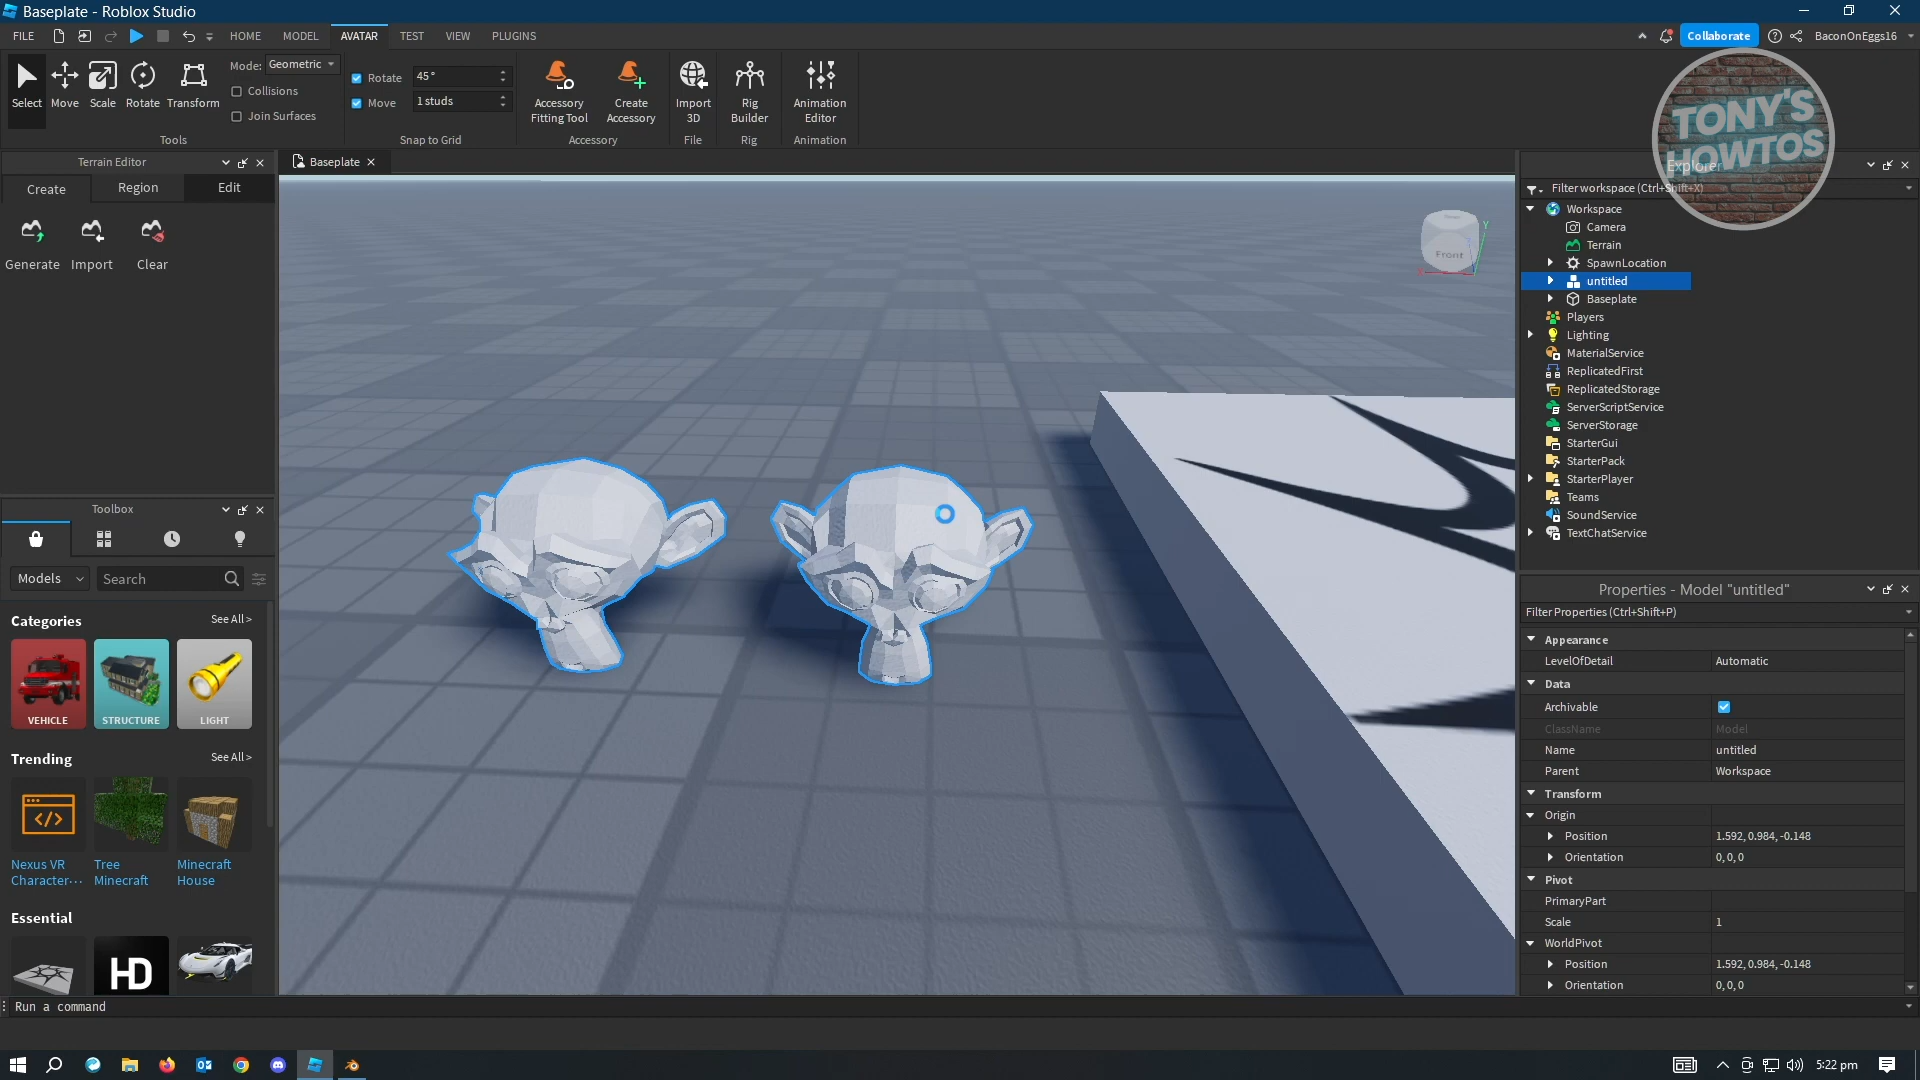 Baseplate - Roblox Studio
FILE
HOME
MODEL
AVATAR
TEST
VIEW
PLUGINS
Collaborate
BaconOnEggs16
Select
Move
Scale
Rotate
Transform
Mode:
Geometric
Collisions
Join Surfaces
Tools
Rotate
45°
Move
1 studs
Snap to Grid
Accessory
Fitting Tool
Create
Accessory
Accessory
Import
3D
File
Rig
Builder
Rig
Animation
Editor
Animation
TONY'S
HOWTOS
Terrain Editor
Create
Region
Edit
Generate
Import
Clear
Baseplate
Front
Y
Toolbox
Models
Search
Categories
See All >
VEHICLE
STRUCTURE
LIGHT
Trending
See All >
Nexus VR
Character...
Tree
Minecraft
Minecraft
House
Essential
HD
Explorer
Filter workspace (Ctrl+Shift+X)
Workspace
Camera
Terrain
SpawnLocation
untitled
Baseplate
Players
Lighting
MaterialService
ReplicatedFirst
ReplicatedStorage
ServerScriptService
ServerStorage
StarterGui
StarterPack
StarterPlayer
Teams
SoundService
TextChatService
Properties - Model "untitled"
Filter Properties (Ctrl+Shift+P)
Appearance
LevelOfDetail Automatic
Data
Archivable
ClassName Model
Name untitled
Parent Workspace
Transform
Origin
Position 1.592, 0.984, -0.148
Orientation 0, 0, 0
Pivot
PrimaryPart
Scale 1
WorldPivot
Position 1.592, 0.984, -0.148
Orientation 0, 0, 0
Run a command
5:22 pm